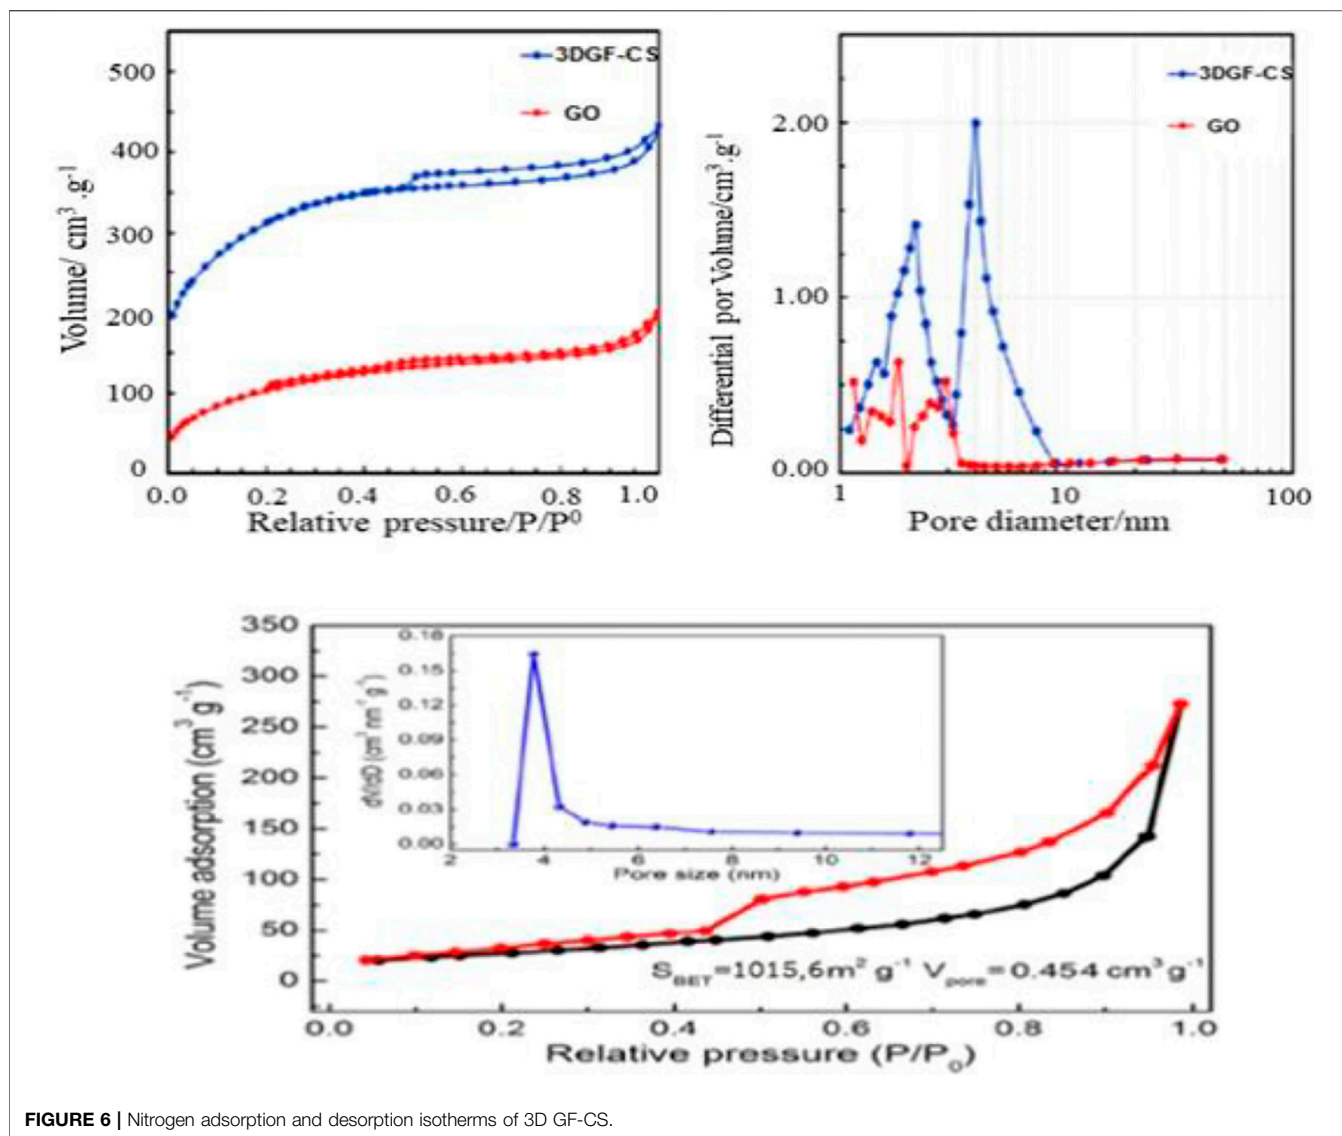 500
400
300
200
100
0
Volume/ cm³ .g⁻¹
3DGF-CS
GO
0.0 0.2 0.4 0.6 0.8 1.0
Relative pressure/P/P⁰
2.00
1.00
0.00
Differential por Volume/cm³.g¹
3DGF-CS
GO
1 10 100
Pore diameter/nm
350
300
250
200
150
100
50
0
Volume adsorption (cm³ g⁻¹)
0.18
0.15
0.12
0.09
0.06
0.03
0.00
dV/dD (cm³ nm⁻¹ g⁻¹)
2 4 6 8 10 12
Pore size (nm)
S_BET=1015,6m² g⁻¹ V_pore=0.454 cm³g⁻¹
0.0 0.2 0.4 0.6 0.8 1.0
Relative pressure (P/P₀)
FIGURE 6 | Nitrogen adsorption and desorption isotherms of 3D GF-CS.